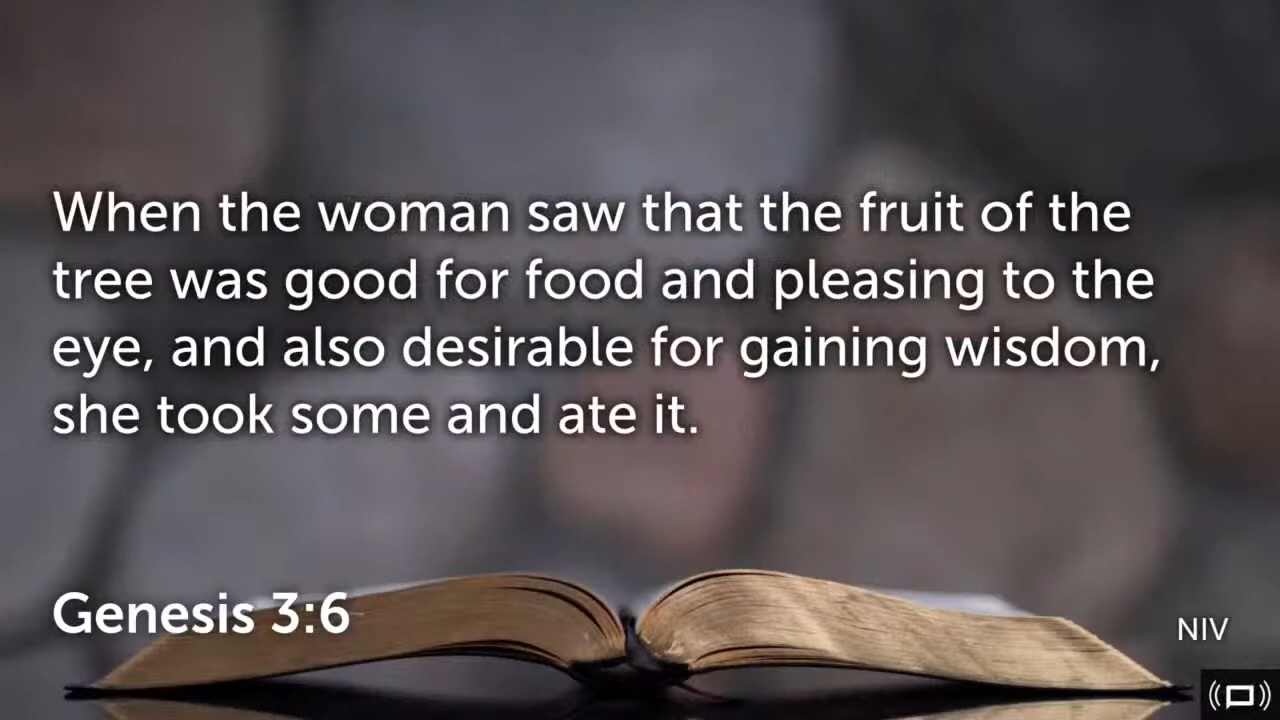 When the woman saw that the fruit of the
tree was good for food and pleasing to the
eye, and also desirable for gaining wisdom,
she took some and ate it.
Genesis 3:6
NIV